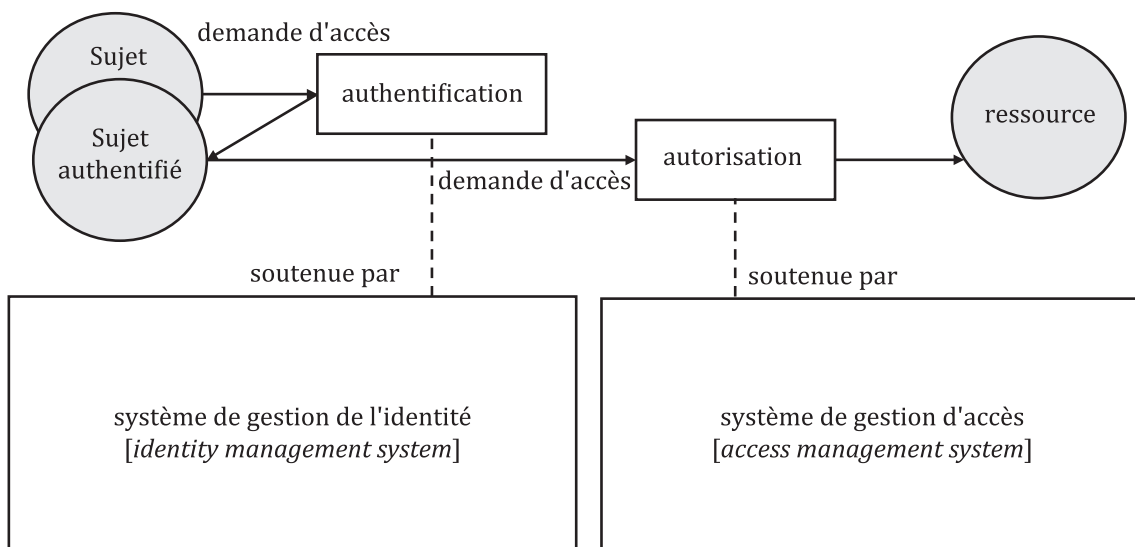 demande d'accès
Sujet
authentification
Sujet
authentifié
demande d'accès
autorisation
ressource
soutenue par
soutenue par
système de gestion de l'identité
[identity management system]
système de gestion d'accès
[access management system]